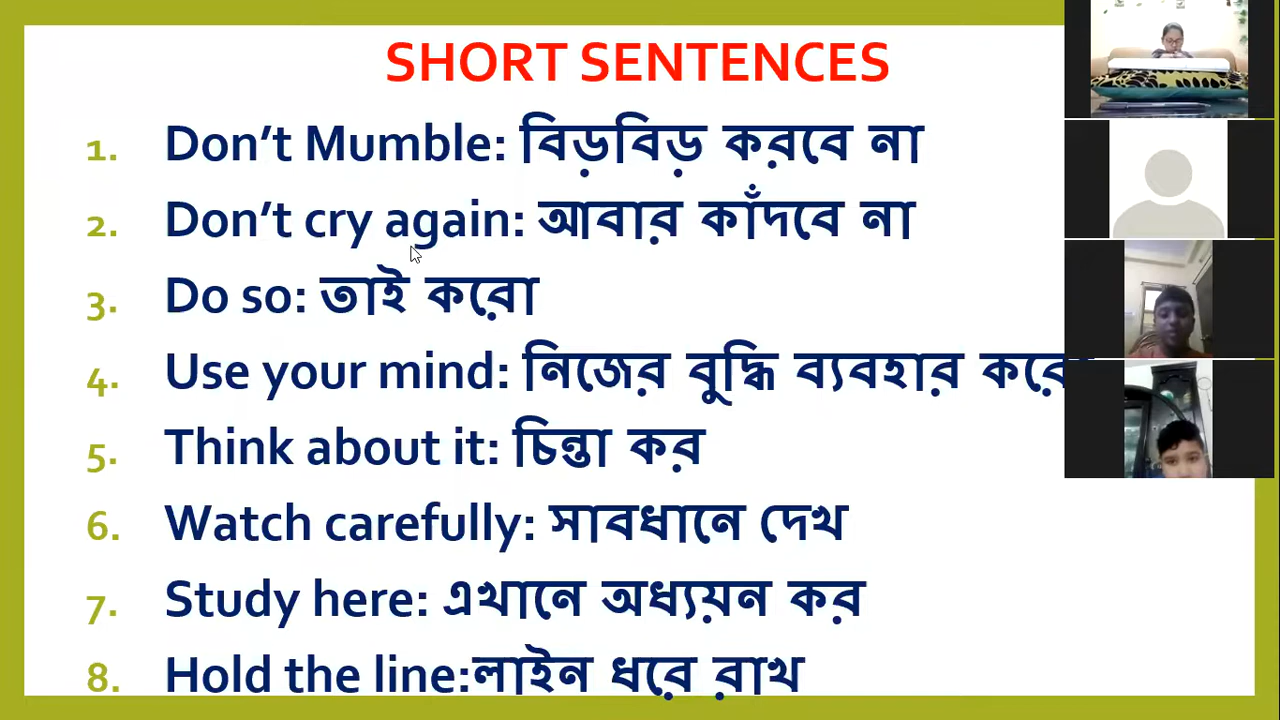 SHORT SENTENCES
1. Don't Mumble: বিড়বিড় করবে না
2. Don't cry again: আবার কাঁদবে না
3. Do so: তাই করো
4. Use your mind: নিজের বুদ্ধি ব্যবহার
5. Think about it: চিন্তা কর
6. Watch carefully: সাবধানে দেখ
7. Study here: এখানে অধ্যয়ন কর
8. Hold the line:লাইন ধরে রাখ